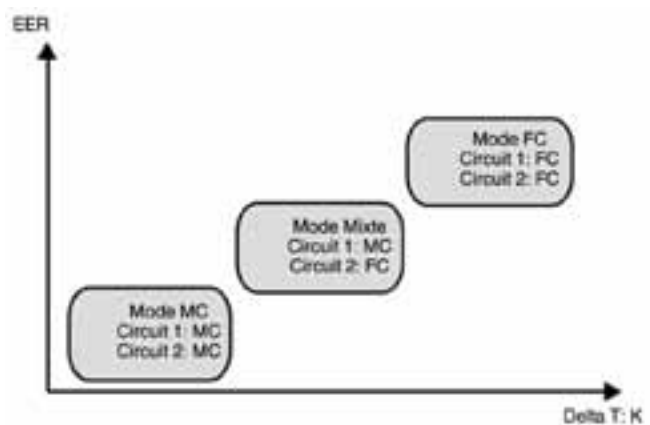 EER
Mode FC
Circuit 1: FC
Circuit 2: FC
Mode Mixte
Circuit 1: MC
Circuit 2: FC
Mode MC
Circuit 1: MC
Circuit 2: MC
Delta T: K